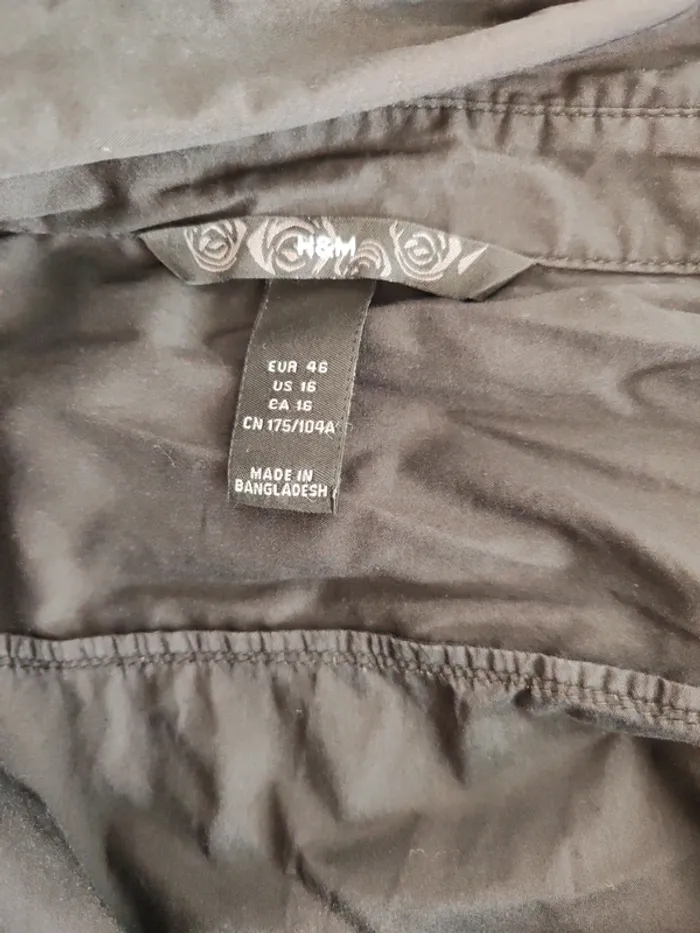 H&M
EUR 46
US 16
CA 16
CN 175/104A
MADE IN
BANGLADESH